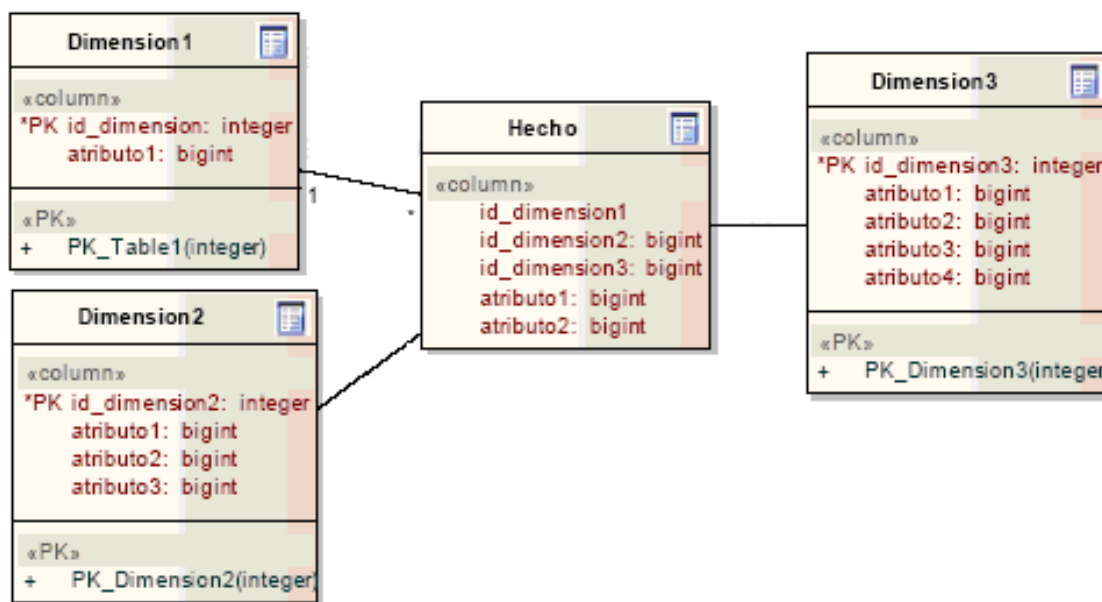 Dimension1
«column»
*PK id_dimension: integer
atributo1: bigint
«PK»
+ PK_Table1(integer)
1
*
Dimension2
«column»
*PK id_dimension2: integer
atributo1: bigint
atributo2: bigint
atributo3: bigint
«PK»
+ PK_Dimension2(integer)
Hecho
«column»
id_dimension1
id_dimension2: bigint
id_dimension3: bigint
atributo1: bigint
atributo2: bigint
Dimension3
«column»
*PK id_dimension3: integer
atributo1: bigint
atributo2: bigint
atributo3: bigint
atributo4: bigint
«PK»
+ PK_Dimension3(integer